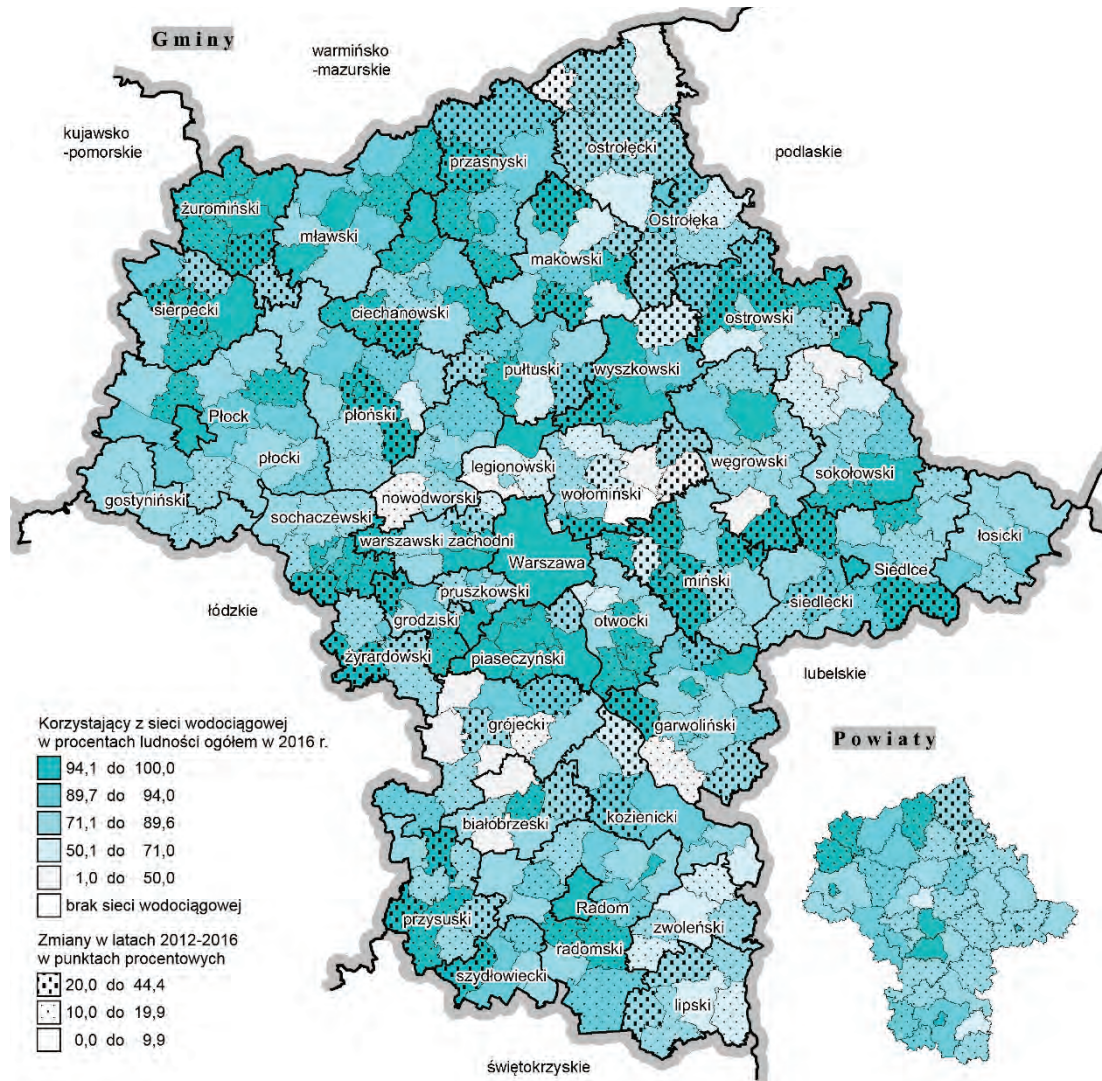 Gminy
warmińsko
-mazurskie
kujawsko
-pomorskie
podlaskie
przasnyski
ostrołęcki
żuromiński
mławski
Ostrołęka
makowski
sierpecki
ciechanowski
ostrowski
pułtuski
wyszkowski
Płock
płoński
płocki
legionowski
węgrowski
sokołowski
gostyniński
nowodworski
wołomiński
sochaczewski
warszawski zachodni
łosicki
Warszawa
Siedlce
miński
pruszkowski
siedlecki
łódzkie
grodziski
otwocki
żyrardowski
piaseczyński
lubelskie
grójecki
garwoliński
Korzystający z sieci wodociągowej
w procentach ludności ogółem w 2016 r.
94,1 do 100,0
89,7 do 94,0
71,1 do 89,6
50,1 do 71,0
1,0 do 50,0
brak sieci wodociągowej
Zmiany w latach 2012-2016
w punktach procentowych
20,0 do 44,4
10,0 do 19,9
0,0 do 9,9
Powiaty
białobrzeski
kozienicki
Radom
przysuski
zwoleński
radomski
szydłowiecki
lipski
świętokrzyskie